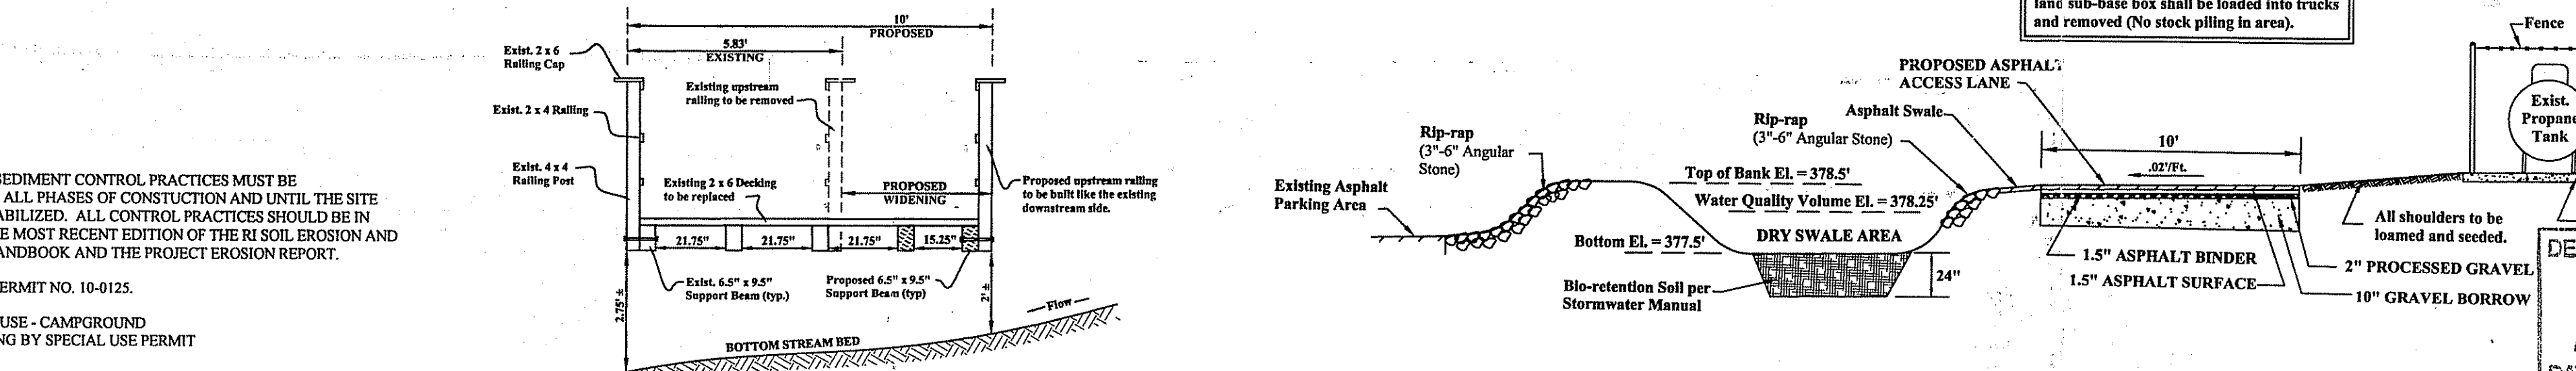 SEDIMENT CONTROL PRACTICES MUST BE
ALL PHASES OF CONSTUCTION AND UNTIL THE SITE
ABILIZED. ALL CONTROL PRACTICES SHOULD BE IN
E MOST RECENT EDITION OF THE RI SOIL EROSION AND
ANDBOOK AND THE PROJECT EROSION REPORT.
ERMIT NO. 10-0125.
USE - CAMPGROUND
NG BY SPECIAL USE PERMIT
10'
PROPOSED
5.83'
EXISTING
Exist. 2 x 6
Railing Cap
Existing upstream
railing to be removed
Exist. 2 x 4 Railing
Exist. 4 x 4
Railing Post
Existing 2 x 6 Decking
to be replaced
PROPOSED
WIDENING
Proposed upstream railing
to be built like the existing
downstream side.
21.75"
21.75"
21.75"
15.25"
Exist. 6.5" x 9.5"
Support Beam (typ.)
Proposed 6.5" x 9.5"
Support Beam (typ)
2.75' ±
2' ±
Flow
BOTTOM STREAM BED
land sub-base box shall be loaded into trucks
and removed (No stock piling in area).
Existing Asphalt
Parking Area
Rip-rap
(3"-6" Angular
Stone)
Top of Bank El. = 378.5'
Water Quality Volume El. = 378.25'
Bottom El. = 377.5'
DRY SWALE AREA
Bio-retention Soil per
Stormwater Manual
24"
Rip-rap
(3"-6" Angular Stone)
Asphalt Swale
PROPOSED ASPHALT
ACCESS LANE
10'
.02'/Ft.
1.5" ASPHALT BINDER
1.5" ASPHALT SURFACE
2" PROCESSED GRAVEL
10" GRAVEL BORROW
All shoulders to be
loamed and seeded.
Fence
Exist.
Propane
Tank
DE